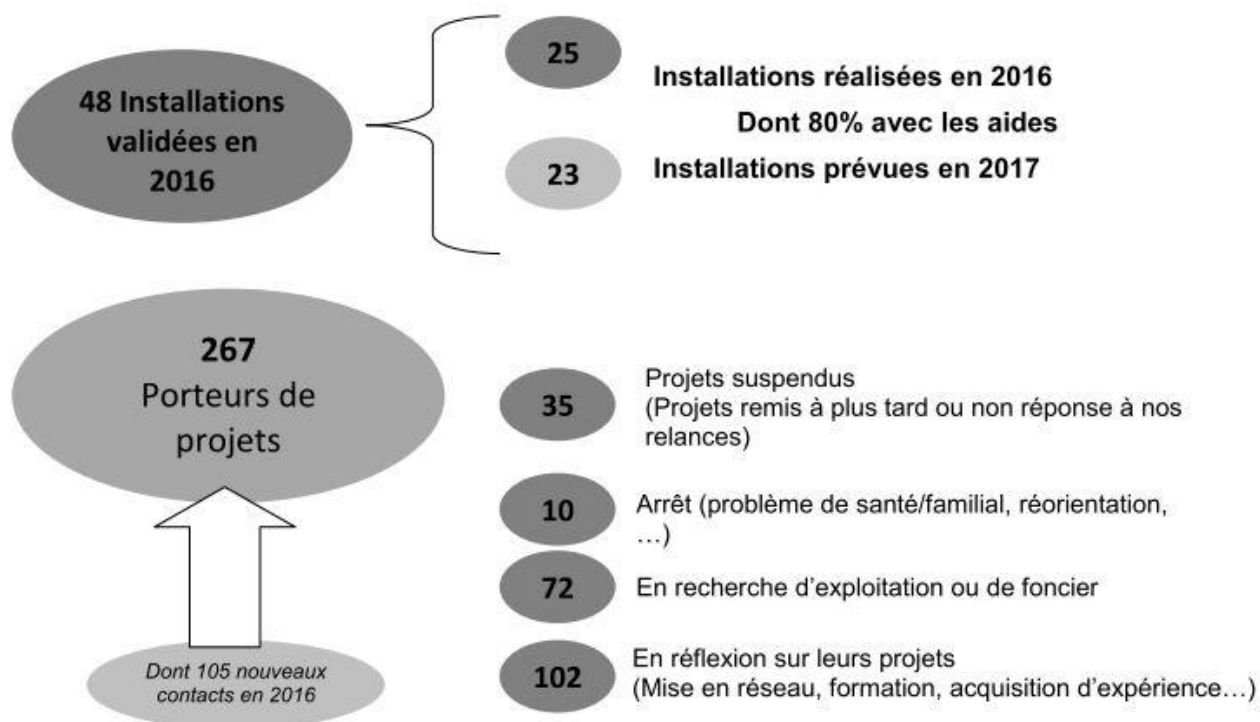 48 Installations
validées en
2016
25
Installations réalisées en 2016
Dont 80% avec les aides
23
Installations prévues en 2017
267
Porteurs de
projets
Dont 105 nouveaux
contacts en 2016
35
Projets suspendus
(Projets remis à plus tard ou non réponse à nos
relances)
10
Arrêt (problème de santé/familial, réorientation,
…)
72
En recherche d’exploitation ou de foncier
102
En réflexion sur leurs projets
(Mise en réseau, formation, acquisition d’expérience…)